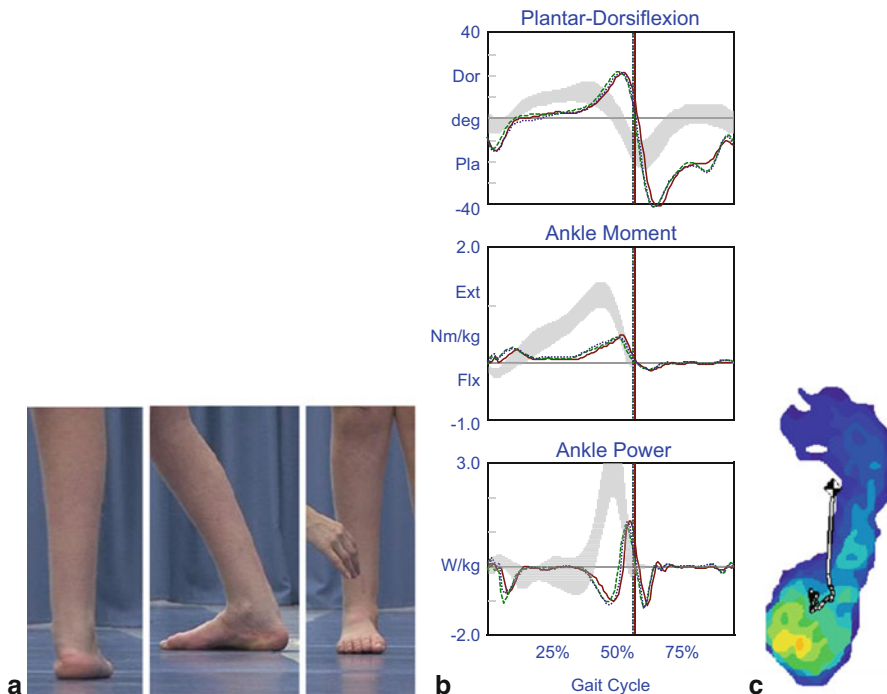 Plantar-Dorsiflexion
40
Dor
deg
Pla
-40
Ankle Moment
2.0
Ext
Nm/kg
Flx
-1.0
Ankle Power
3.0
W/kg
-2.0
25% 50% 75%
Gait Cycle
a b c